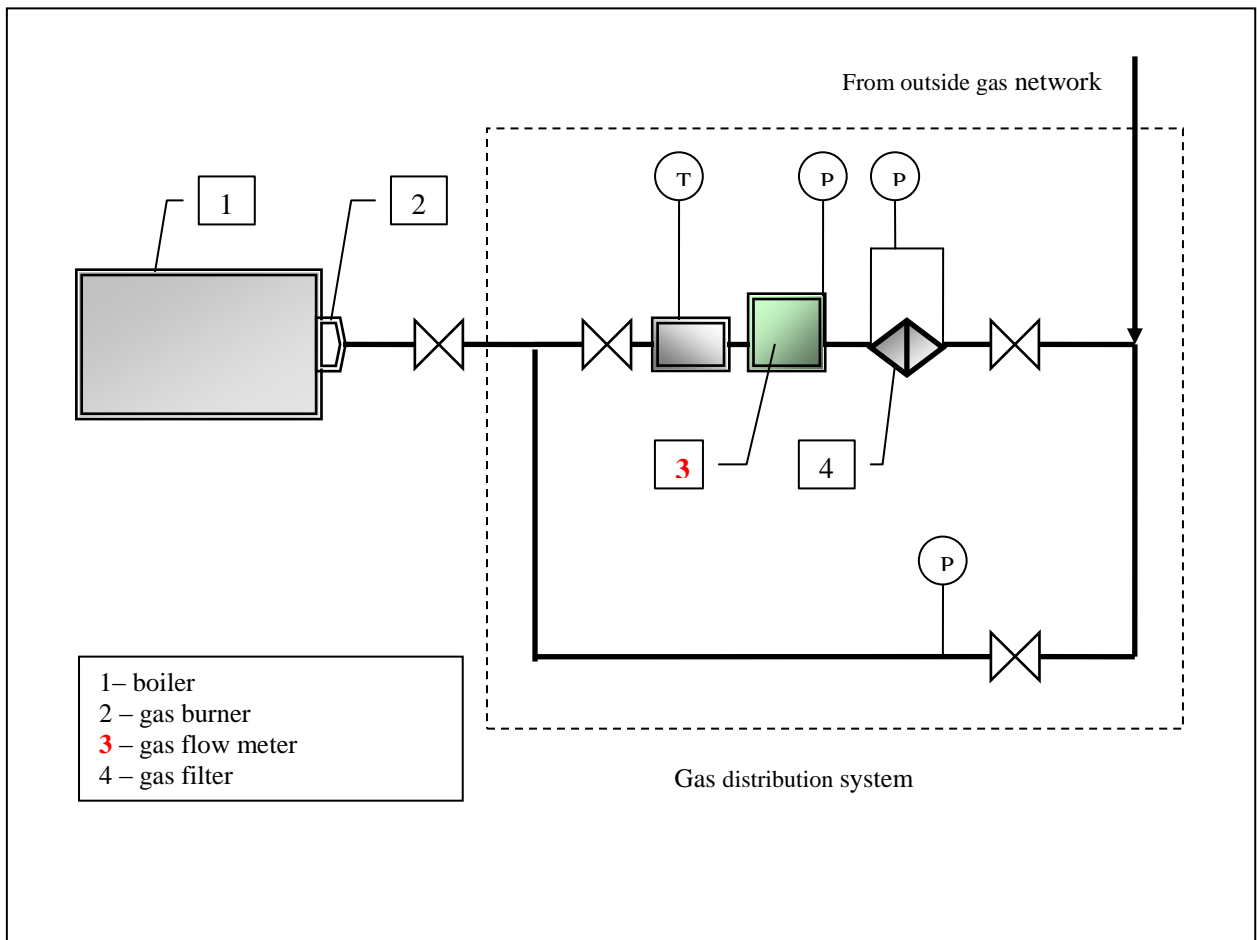 From outside gas network
T
P
P
1
2
3
4
P
1– boiler
2 – gas burner
3 – gas flow meter
4 – gas filter
Gas distribution system